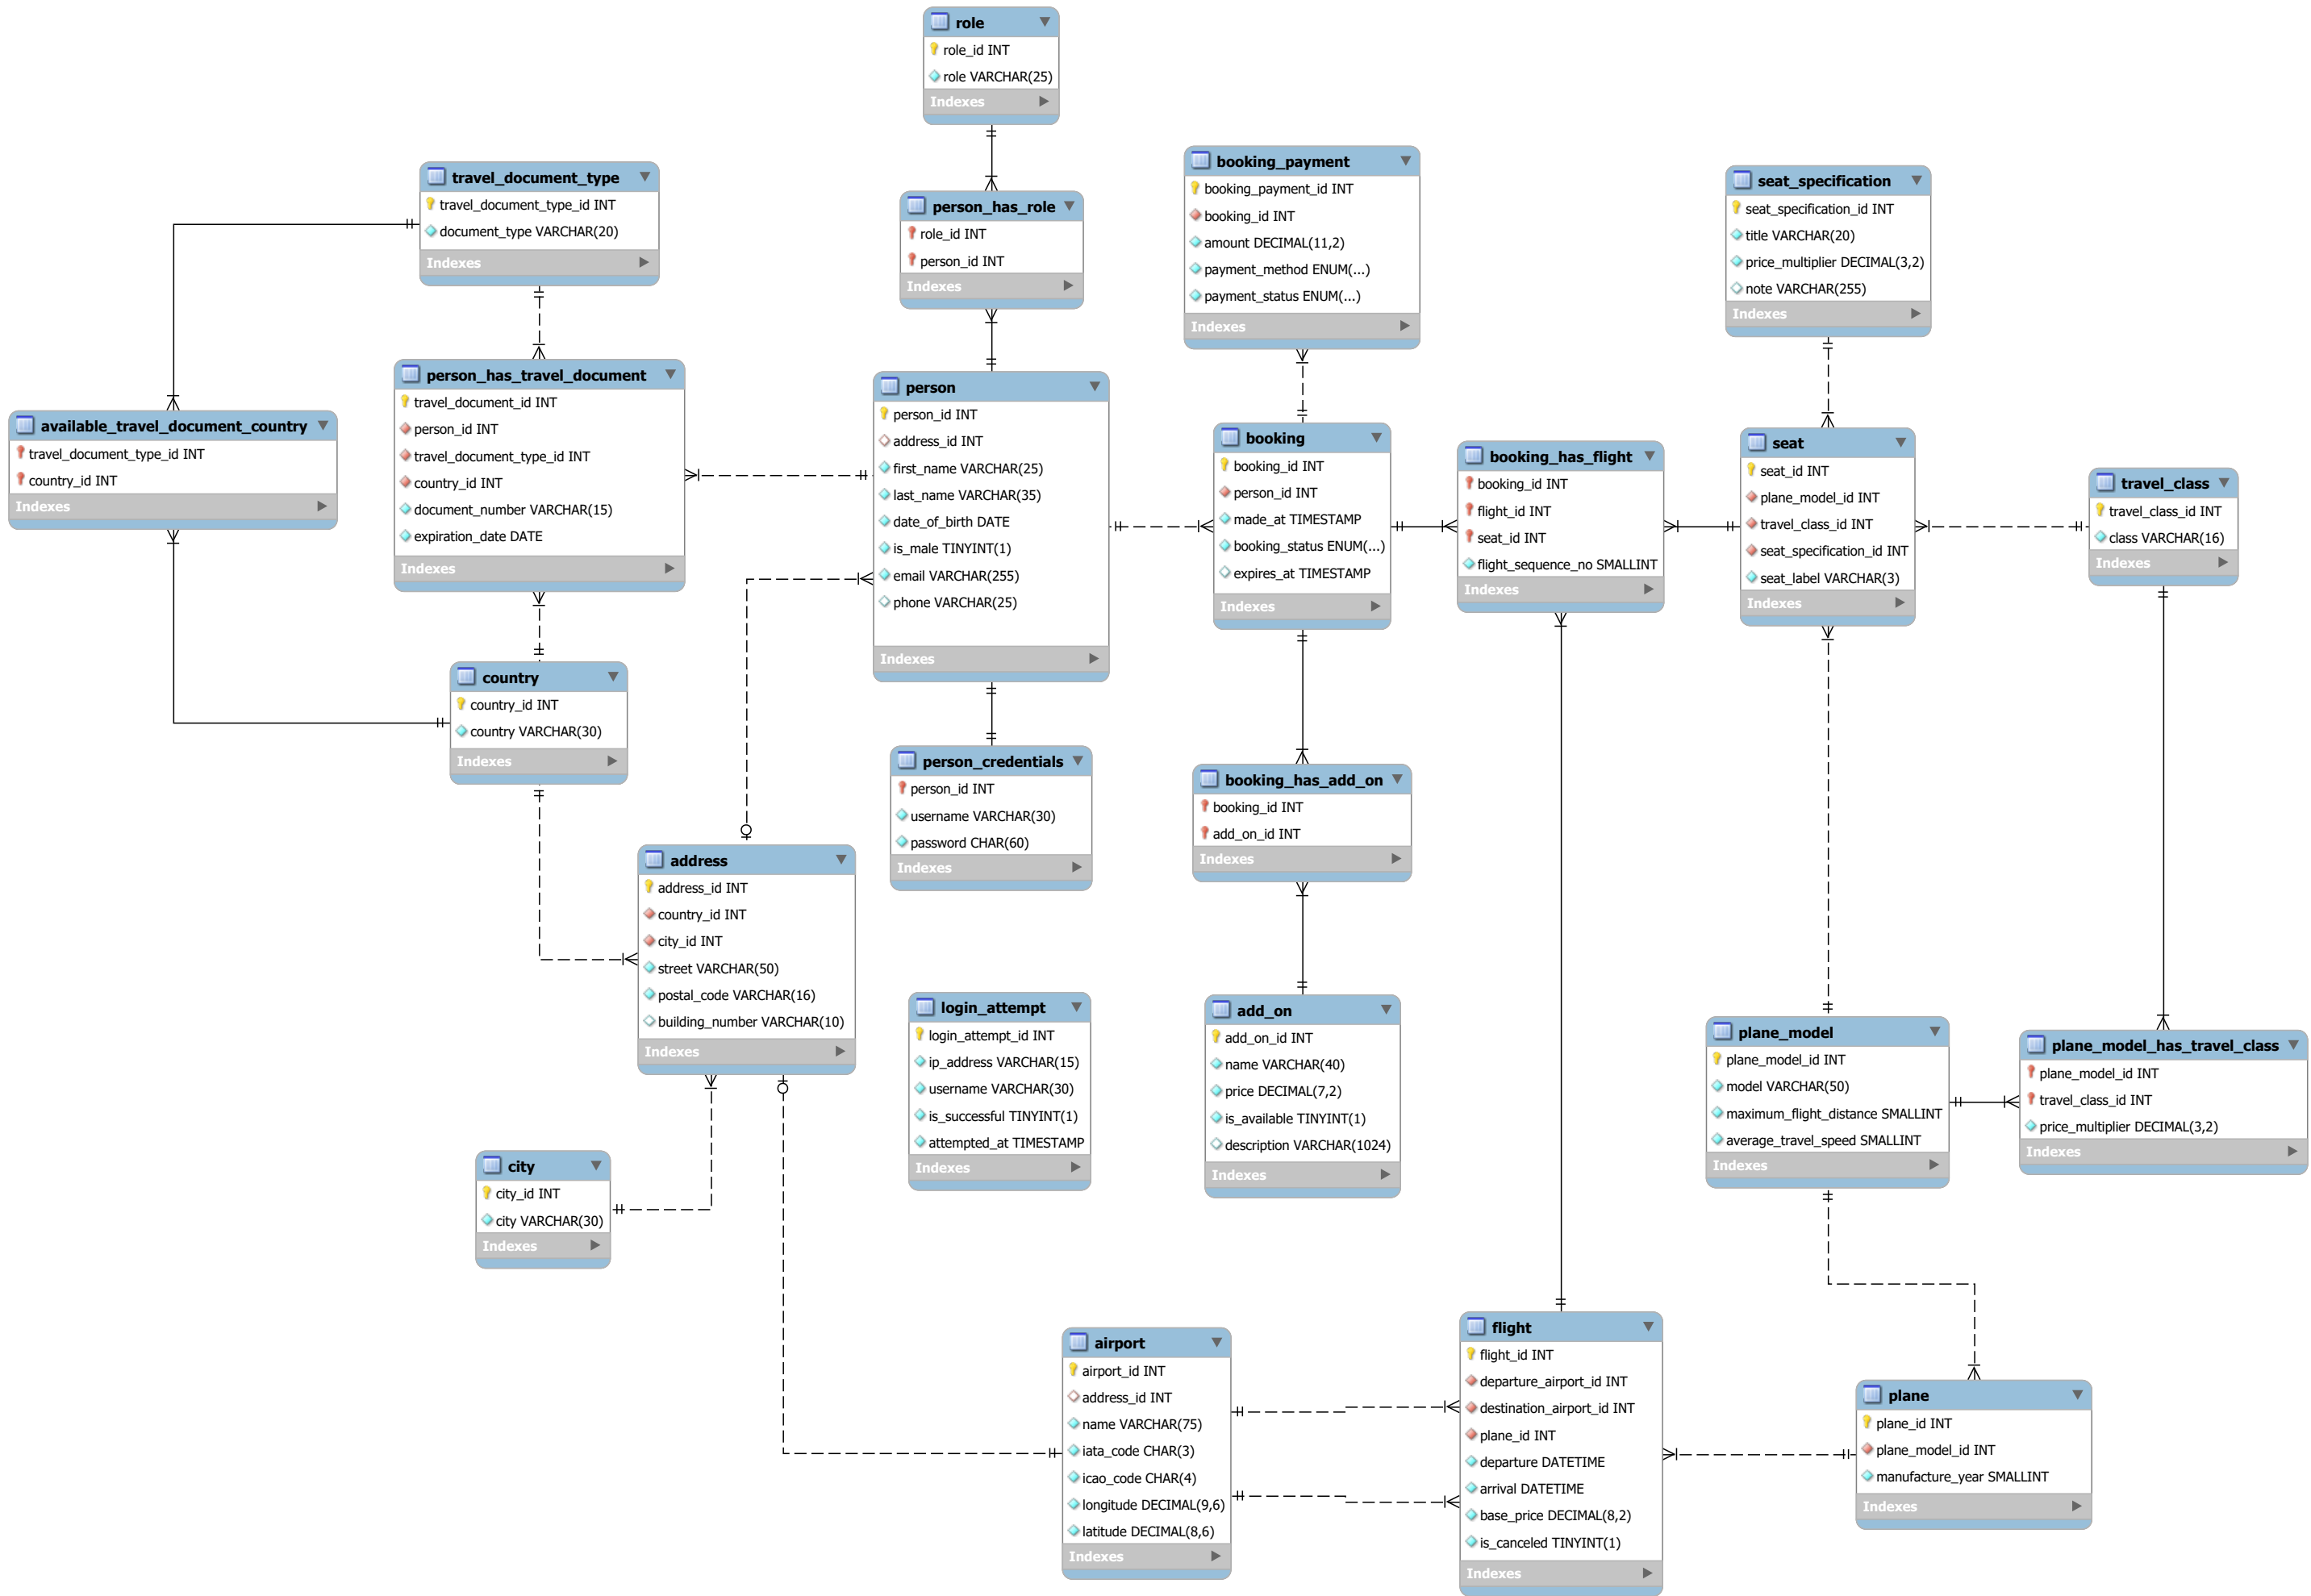 role
role_id INT
role VARCHAR(25)
Indexes
travel_document_type
travel_document_type_id INT
document_type VARCHAR(20)
Indexes
person_has_role
role_id INT
person_id INT
Indexes
booking_payment
booking_payment_id INT
booking_id INT
amount DECIMAL(11,2)
payment_method ENUM(...)
payment_status ENUM(...)
Indexes
seat_specification
seat_specification_id INT
title VARCHAR(20)
price_multiplier DECIMAL(3,2)
note VARCHAR(255)
Indexes
available_travel_document_country
travel_document_type_id INT
country_id INT
Indexes
person_has_travel_document
travel_document_id INT
person_id INT
travel_document_type_id INT
country_id INT
document_number VARCHAR(15)
expiration_date DATE
Indexes
person
person_id INT
address_id INT
first_name VARCHAR(25)
last_name VARCHAR(35)
date_of_birth DATE
is_male TINYINT(1)
email VARCHAR(255)
phone VARCHAR(25)
Indexes
booking
booking_id INT
person_id INT
made_at TIMESTAMP
booking_status ENUM(...)
expires_at TIMESTAMP
Indexes
booking_has_flight
booking_id INT
flight_id INT
seat_id INT
flight_sequence_no SMALLINT
Indexes
seat
seat_id INT
plane_model_id INT
travel_class_id INT
seat_specification_id INT
seat_label VARCHAR(3)
Indexes
travel_class
travel_class_id INT
class VARCHAR(16)
Indexes
country
country_id INT
country VARCHAR(30)
Indexes
person_credentials
person_id INT
username VARCHAR(30)
password CHAR(60)
Indexes
booking_has_add_on
booking_id INT
add_on_id INT
Indexes
address
address_id INT
country_id INT
city_id INT
street VARCHAR(50)
postal_code VARCHAR(16)
building_number VARCHAR(10)
Indexes
login_attempt
login_attempt_id INT
ip_address VARCHAR(15)
username VARCHAR(30)
is_successful TINYINT(1)
attempted_at TIMESTAMP
Indexes
add_on
add_on_id INT
name VARCHAR(40)
price DECIMAL(7,2)
is_available TINYINT(1)
description VARCHAR(1024)
Indexes
plane_model
plane_model_id INT
model VARCHAR(50)
maximum_flight_distance SMALLINT
average_travel_speed SMALLINT
Indexes
plane_model_has_travel_class
plane_model_id INT
travel_class_id INT
price_multiplier DECIMAL(3,2)
Indexes
city
city_id INT
city VARCHAR(30)
Indexes
airport
airport_id INT
address_id INT
name VARCHAR(75)
iata_code CHAR(3)
icao_code CHAR(4)
longitude DECIMAL(9,6)
latitude DECIMAL(8,6)
Indexes
flight
flight_id INT
departure_airport_id INT
destination_airport_id INT
plane_id INT
departure DATETIME
arrival DATETIME
base_price DECIMAL(8,2)
is_canceled TINYINT(1)
Indexes
plane
plane_id INT
plane_model_id INT
manufacture_year SMALLINT
Indexes